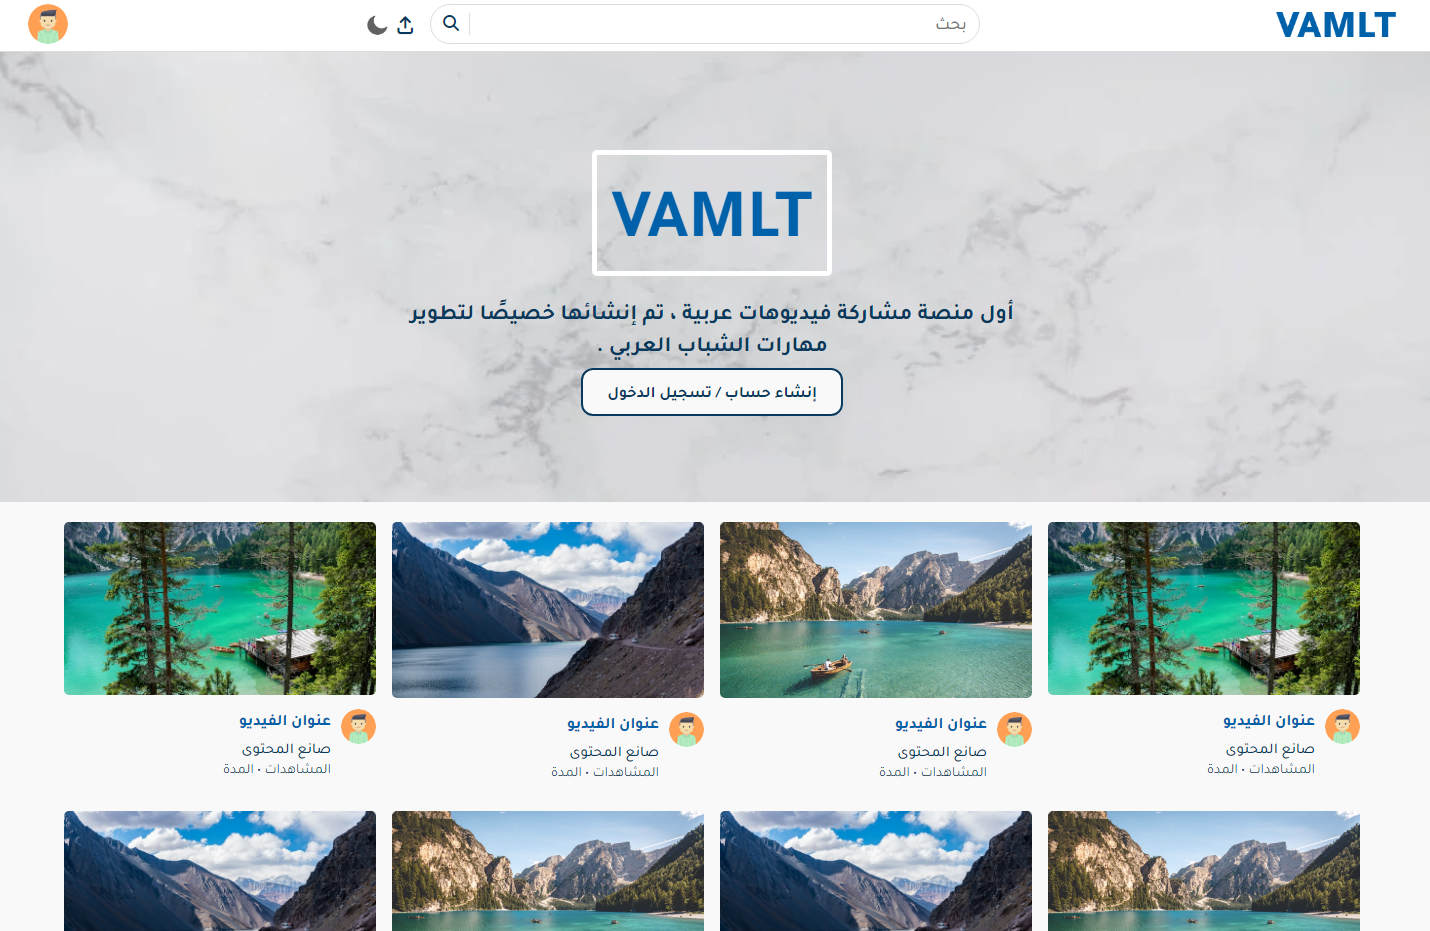 VAMLT
بحث
VAMLT
أول منصة مشاركة فيديوهات عربية ، تم إنشائها خصيصًا لتطوير
مهارات الشباب العربي .
إنشاء حساب / تسجيل الدخول
عنوان الفيديو
صانع المحتوى
المشاهدات • المدة
عنوان الفيديو
صانع المحتوى
المشاهدات • المدة
عنوان الفيديو
صانع المحتوى
المشاهدات • المدة
عنوان الفيديو
صانع المحتوى
المشاهدات • المدة